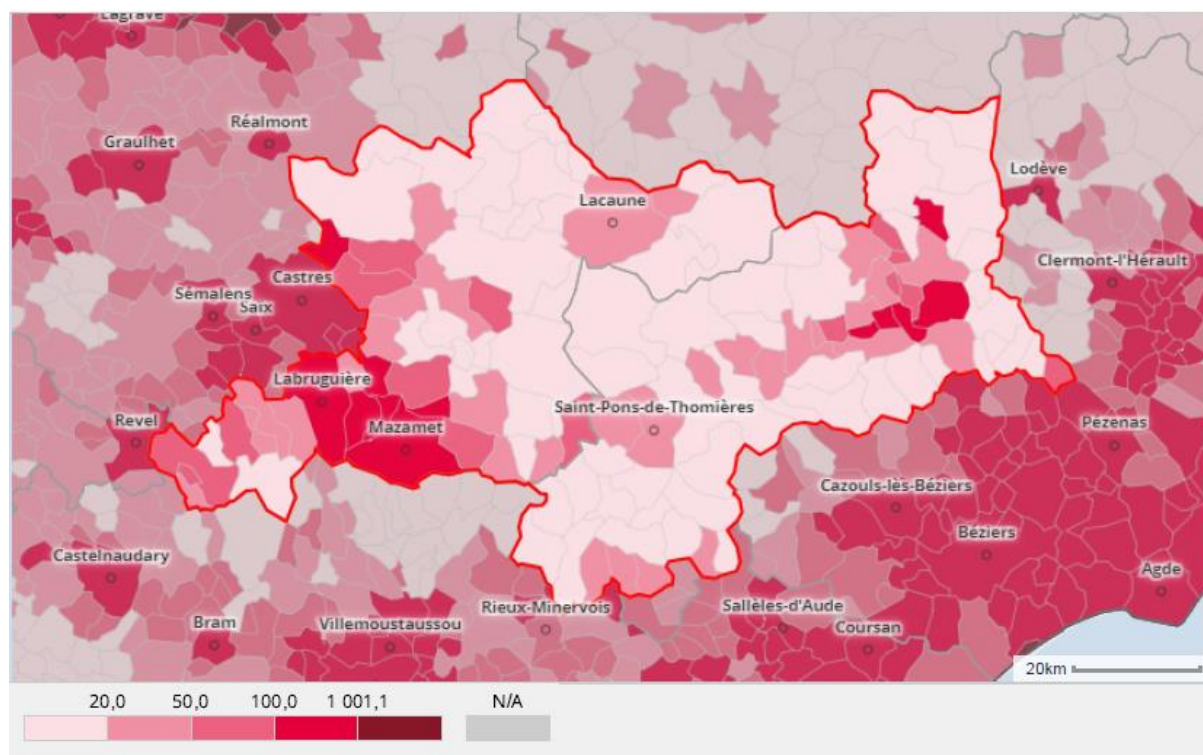 Lagrave
Réalmont
Graulhet
Lodève
Lacaune
Clermont-l'Hérault
Castres
Sémalens
Saix
Labruguière
Revel
Mazamet
Saint-Pons-de-Thomières
Pézenas
Cazouls-lès-Béziers
Béziers
Castelnaudary
Agde
Rieux-Minervois
Sallèles-d'Aude
Bram
Villemoustaussou
Coursan
20km
20,0 50,0 100,0 1 001,1 N/A